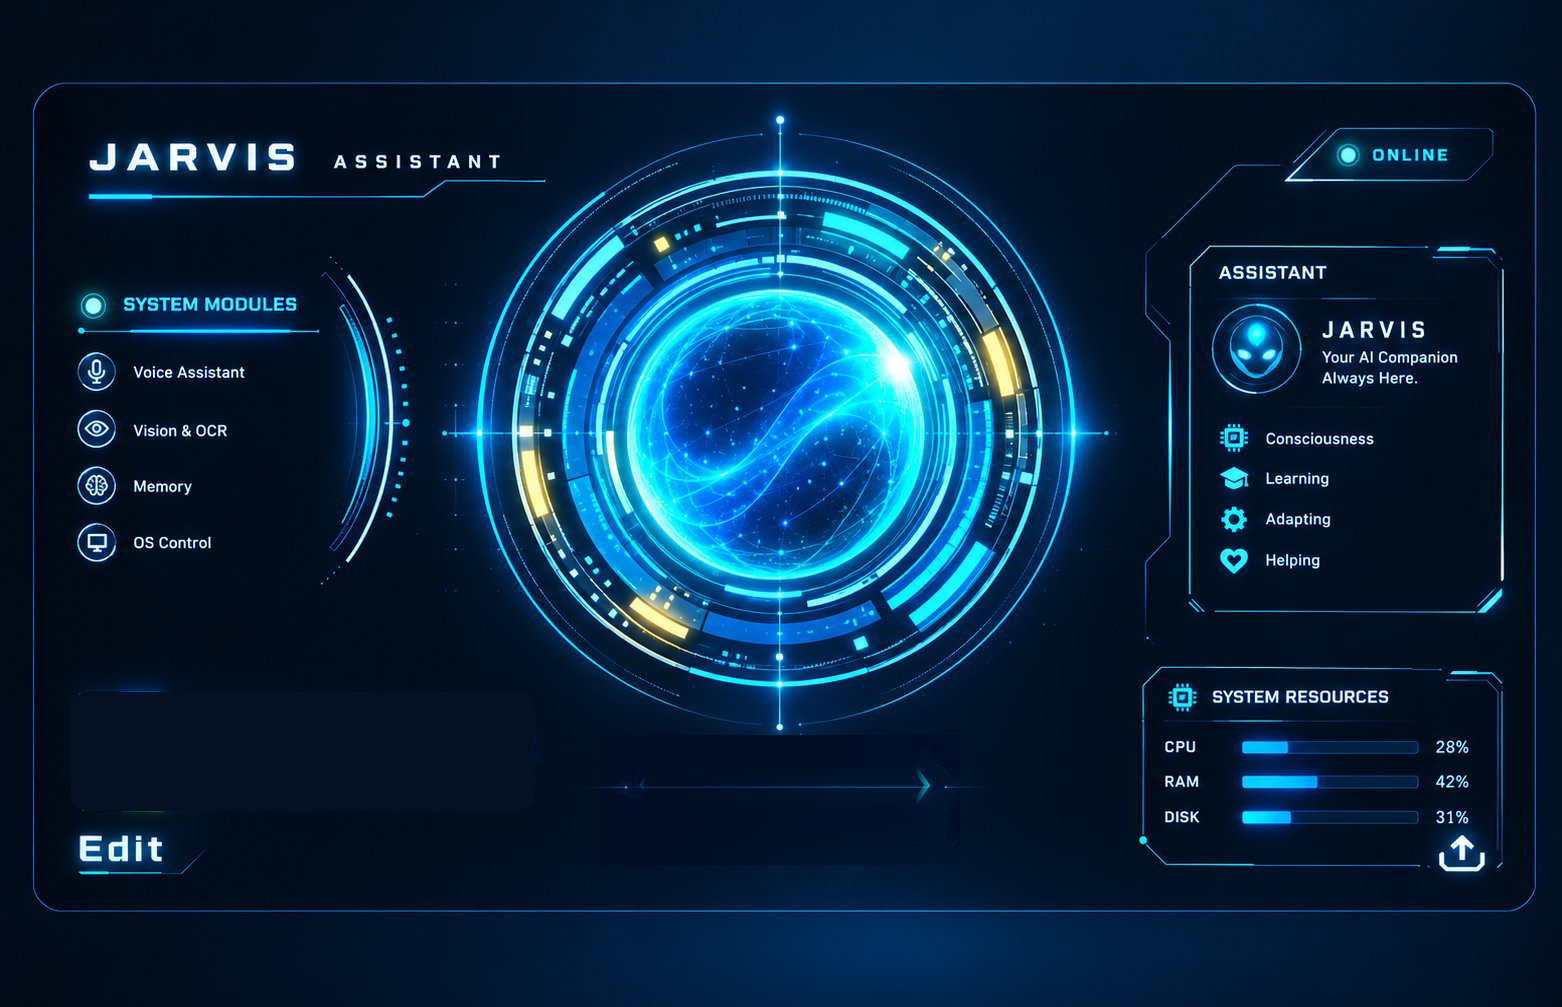 JARVIS ASSISTANT
ONLINE
SYSTEM MODULES
Voice Assistant
Vision & OCR
Memory
OS Control
ASSISTANT
JARVIS
Your AI Companion
Always Here.
Consciousness
Learning
Adapting
Helping
SYSTEM RESOURCES
CPU 28%
RAM 42%
DISK 31%
Edit